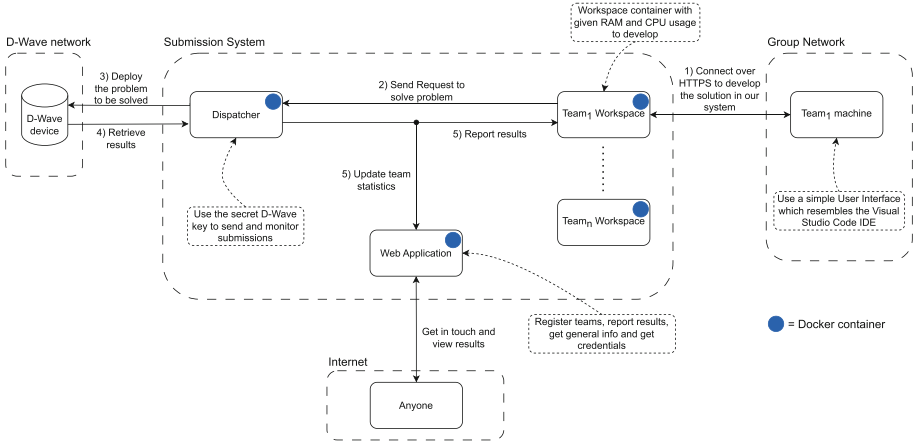 Workspace container with
given RAM and CPU usage
to develop
D-Wave network
Submission System
Group Network
3) Deploy
the problem
to be solved
2) Send Request to
solve problem
1) Connect over
HTTPS to develop
the solution in our
system
D-Wave
device
Dispatcher
Team1 Workspace
Team1 machine
4) Retrieve
results
5) Report results
5) Update team
statistics
Use the secret D-Wave
key to send and monitor
submissions
Teamn Workspace
Use a simple User Interface
which resembles the Visual
Studio Code IDE
Web Application
Register teams, report results,
get general info and get
credentials
= Docker container
Get in touch and
view results
Internet
Anyone